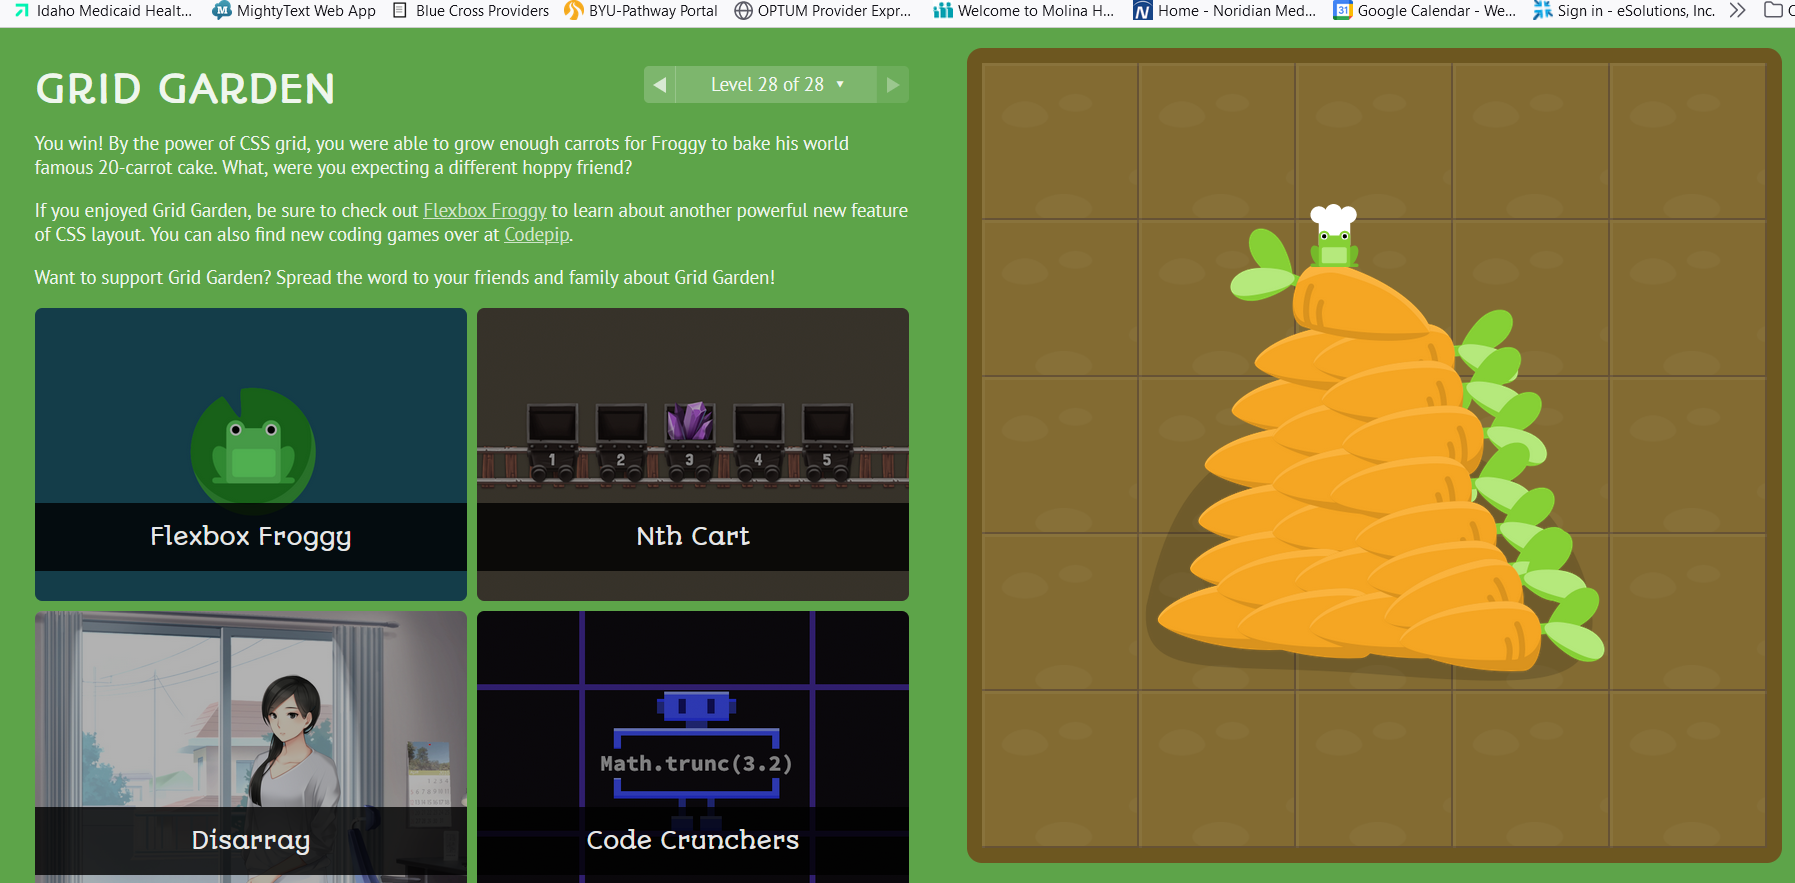 Idaho Medicaid Healt... MightyText Web App Blue Cross Providers BYU-Pathway Portal OPTUM Provider Expr... Welcome to Molina H... Home - Noridian Med... Google Calendar - We... Sign in - eSolutions, Inc.
GRID GARDEN
Level 28 of 28
You win! By the power of CSS grid, you were able to grow enough carrots for Froggy to bake his world
famous 20-carrot cake. What, were you expecting a different hoppy friend?
If you enjoyed Grid Garden, be sure to check out Flexbox Froggy to learn about another powerful new feature
of CSS layout. You can also find new coding games over at Codepip.
Want to support Grid Garden? Spread the word to your friends and family about Grid Garden!
1 2 3 4 5
Flexbox Froggy
Nth Cart
Math.trunc(3.2)
Disarray
Code Crunchers